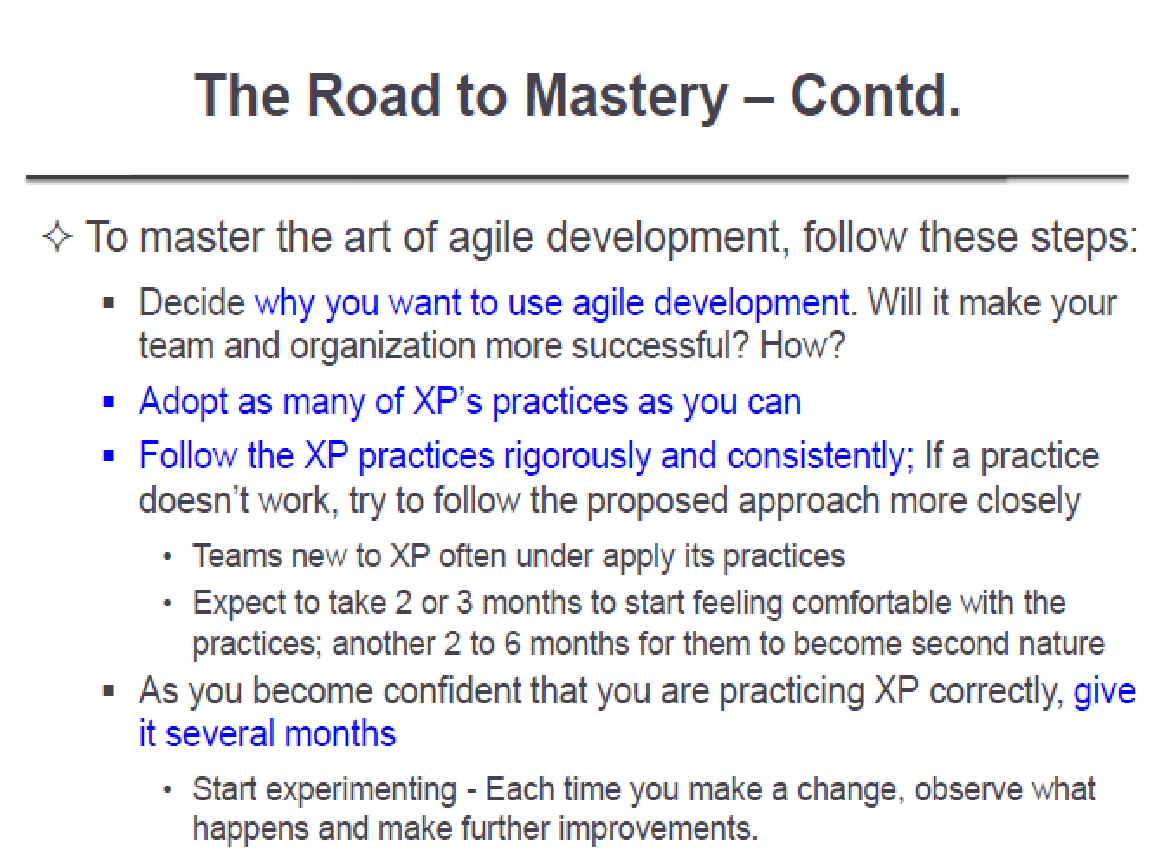 The Road to Mastery – Contd.
✧ To master the art of agile development, follow these steps:
▪ Decide why you want to use agile development. Will it make your
team and organization more successful? How?
▪ Adopt as many of XP’s practices as you can
▪ Follow the XP practices rigorously and consistently; If a practice
doesn’t work, try to follow the proposed approach more closely
• Teams new to XP often under apply its practices
• Expect to take 2 or 3 months to start feeling comfortable with the
practices; another 2 to 6 months for them to become second nature
▪ As you become confident that you are practicing XP correctly, give
it several months
• Start experimenting - Each time you make a change, observe what
happens and make further improvements.